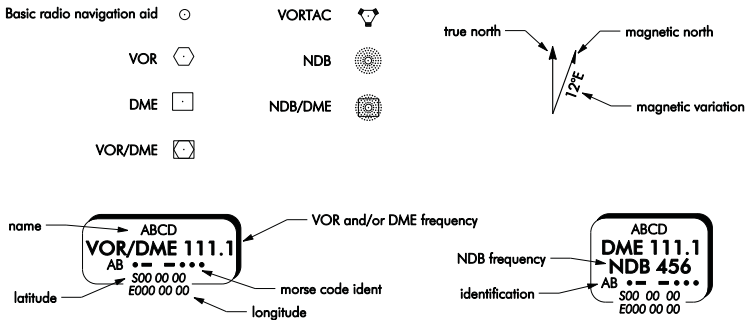 Basic radio navigation aid
VOR
DME
VOR/DME
VORTAC
NDB
NDB/DME
true north
magnetic north
12°E
magnetic variation
name
ABCD
VOR/DME 111.1
AB •– –•••
S00 00 00
E000 00 00
latitude
VOR and/or DME frequency
morse code ident
longitude
ABCD
DME 111.1
NDB 456
AB •– –•••
S00 00 00
E000 00 00
NDB frequency
identification